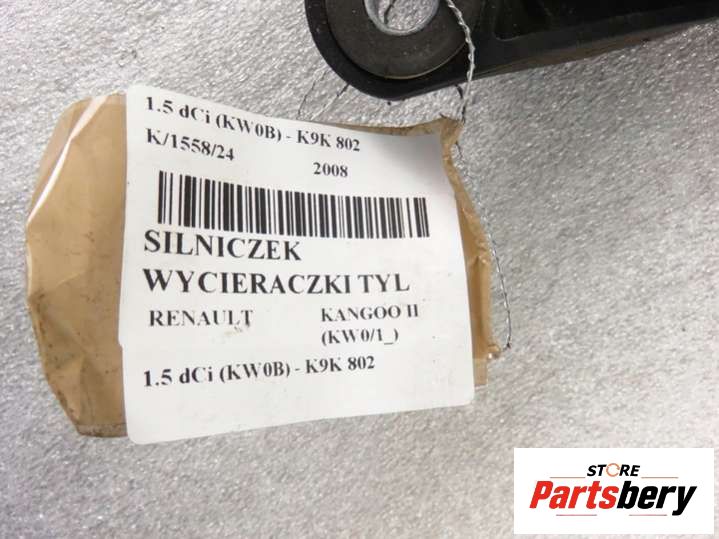 1.5 dCi (KW0B) - K9K 802
K/1558/24 2008
SILNICZEK
WYCIERACZKI TYL
RENAULT KANGOO II
(KW0/1_)
1.5 dCi (KW0B) - K9K 802
STORE
Partsbery